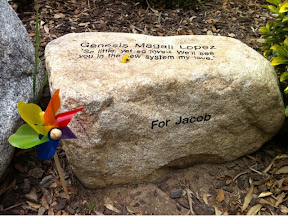 Genesis Magali Lopez
"So little, yet so loved. We'll see
you in the new system my love."
For Jacob